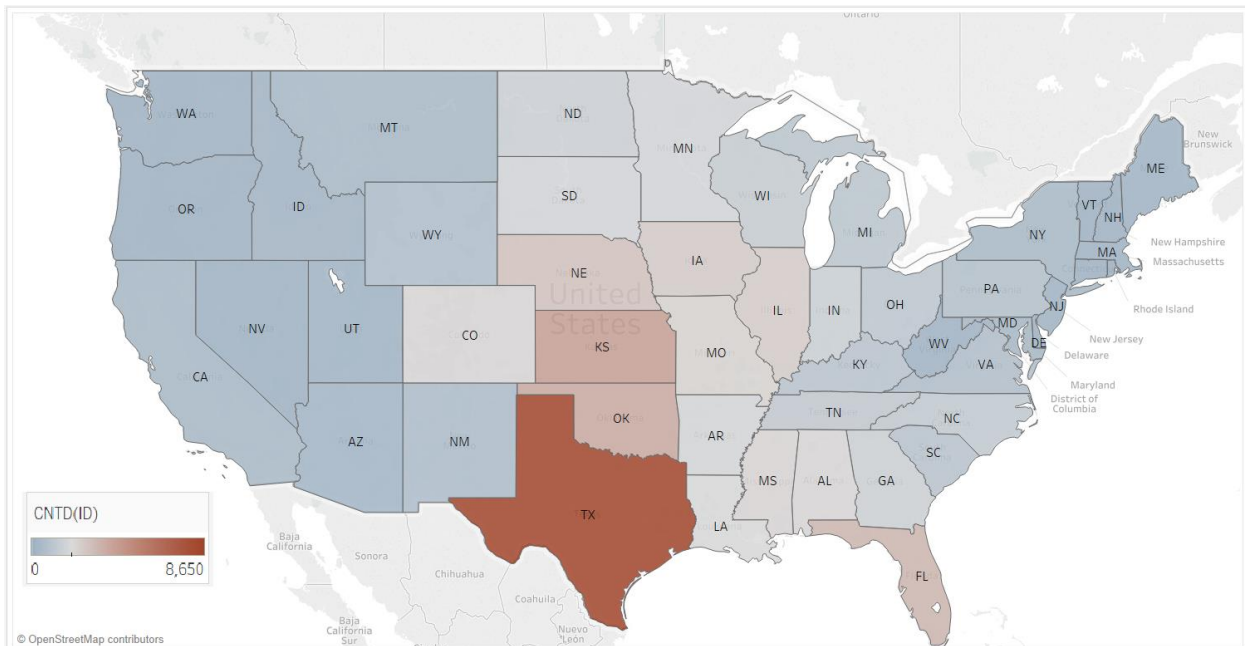 Ontario
WA
MT
ND
MN
New
Brunswick
ME
OR
ID
SD
WI
VT
NH
WY
MI
NY
New Hampshire
MA
Massachusetts
NE
IA
PA
Rhode Island
United
States
NV
UT
IL
IN
OH
NJ
MD
New Jersey
CO
KS
MO
WV
DE
Delaware
CA
KY
VA
Maryland
District of
Columbia
OK
TN
NC
AZ
NM
AR
SC
MS
AL
GA
TX
LA
CNTD(ID)
0
8,650
Baja
California
Sonora
Chihuahua
FL
Coahuila
Baja
California
Sur
Nuevo
León
© OpenStreetMap contributors